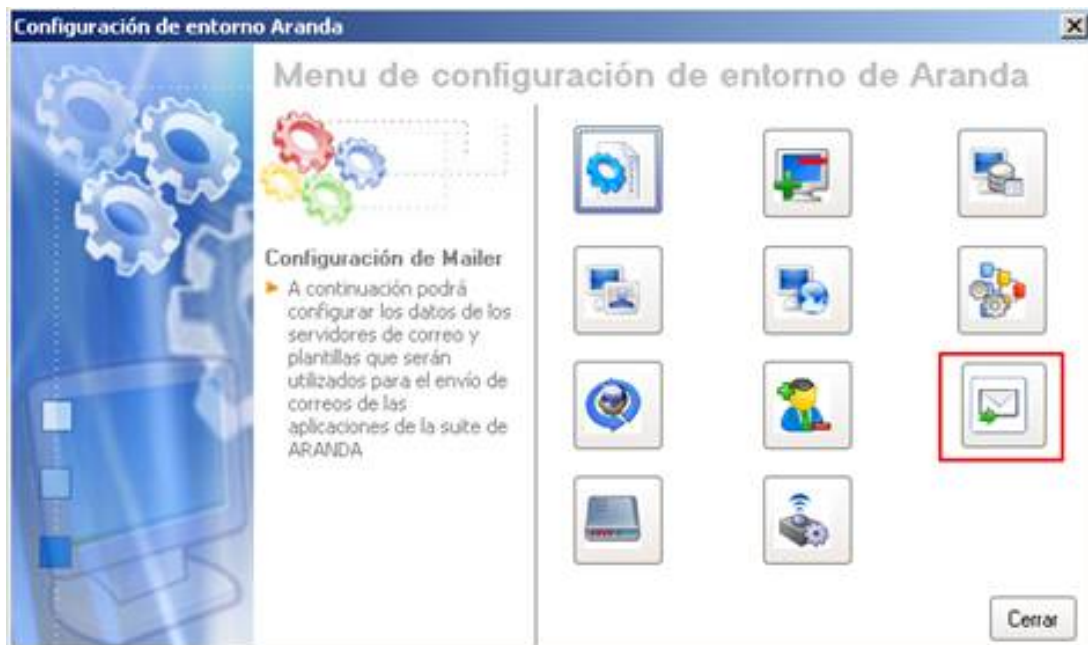 Configuración de entorno Aranda
Menu de configuración de entorno de Aranda
Configuración de Mailer
A continuación podrá
configurar los datos de los
servidores de correo y
plantillas que serán
utilizados para el envío de
correos de las
aplicaciones de la suite de
ARANDA
Cerrar